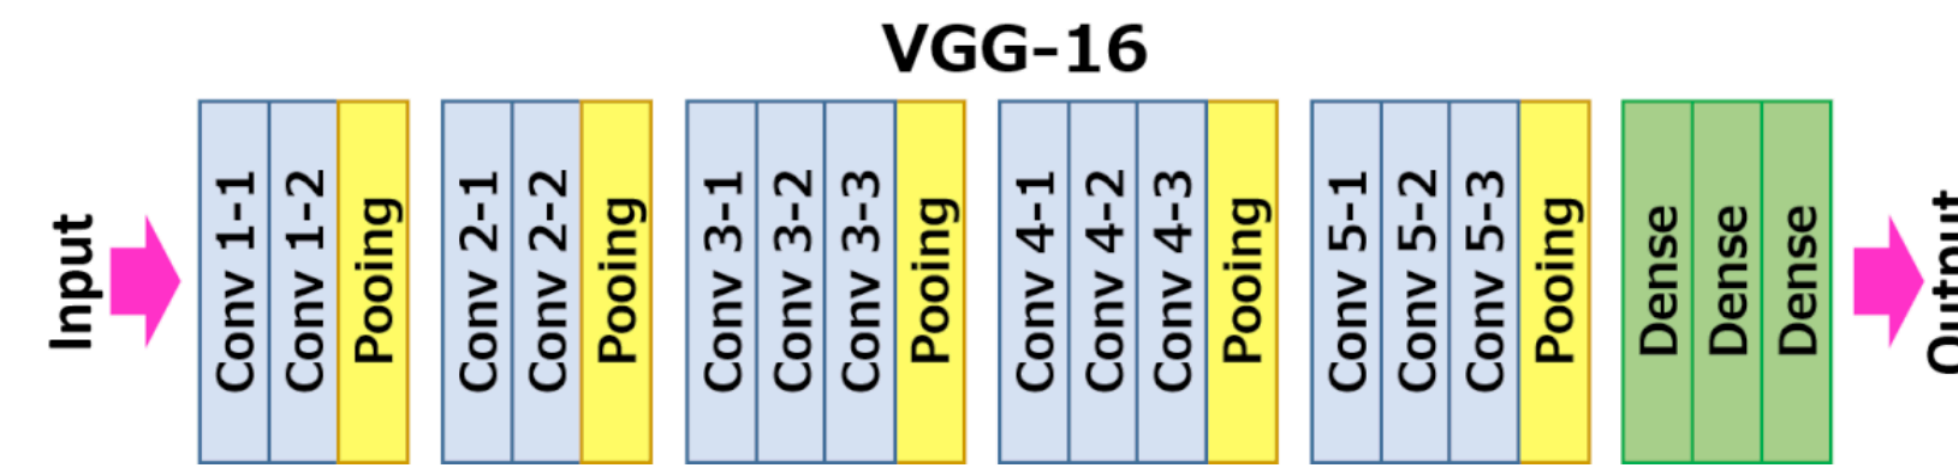 VGG-16
Input
Conv 1-1
Conv 1-2
Pooing
Conv 2-1
Conv 2-2
Pooing
Conv 3-1
Conv 3-2
Conv 3-3
Pooing
Conv 4-1
Conv 4-2
Conv 4-3
Pooing
Conv 5-1
Conv 5-2
Conv 5-3
Pooing
Dense
Dense
Dense
Output